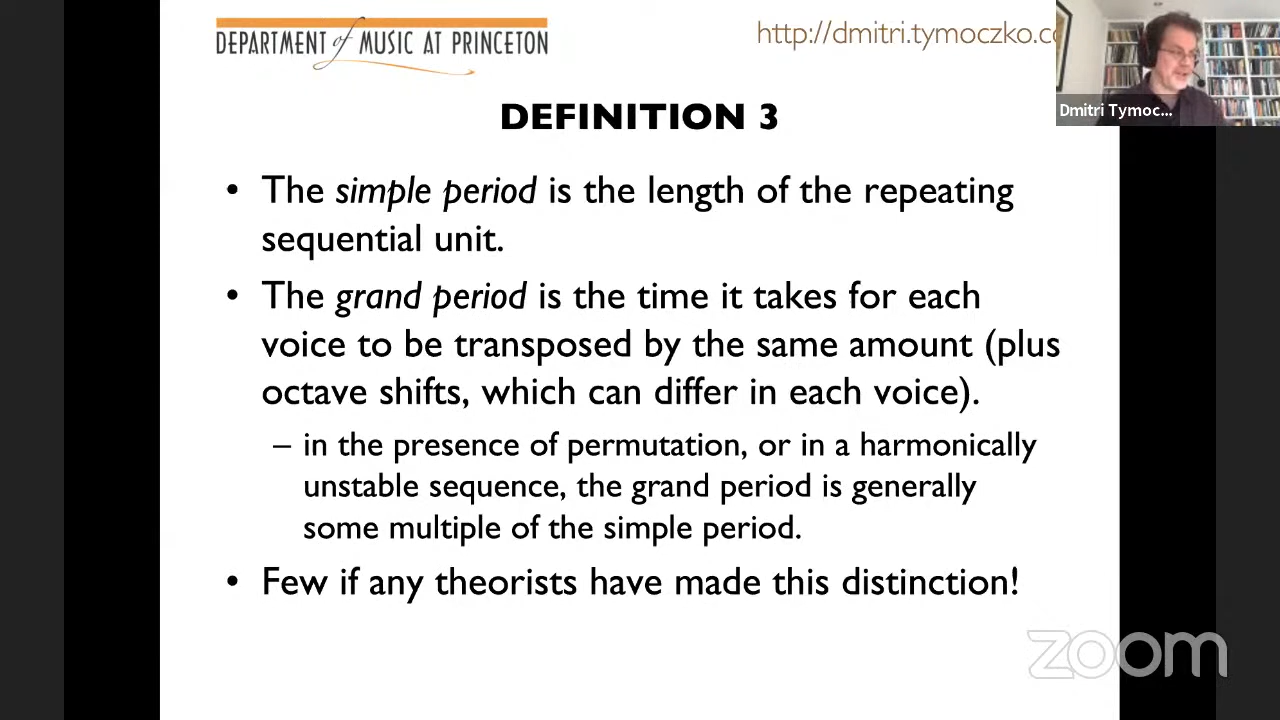 DEPARTMENT of MUSIC AT PRINCETON
http://dmitri.tymoczko.co
Dmitri Tymoc...
DEFINITION 3
• The simple period is the length of the repeating
sequential unit.
• The grand period is the time it takes for each
voice to be transposed by the same amount (plus
octave shifts, which can differ in each voice).
– in the presence of permutation, or in a harmonically
unstable sequence, the grand period is generally
some multiple of the simple period.
• Few if any theorists have made this distinction!
zoom